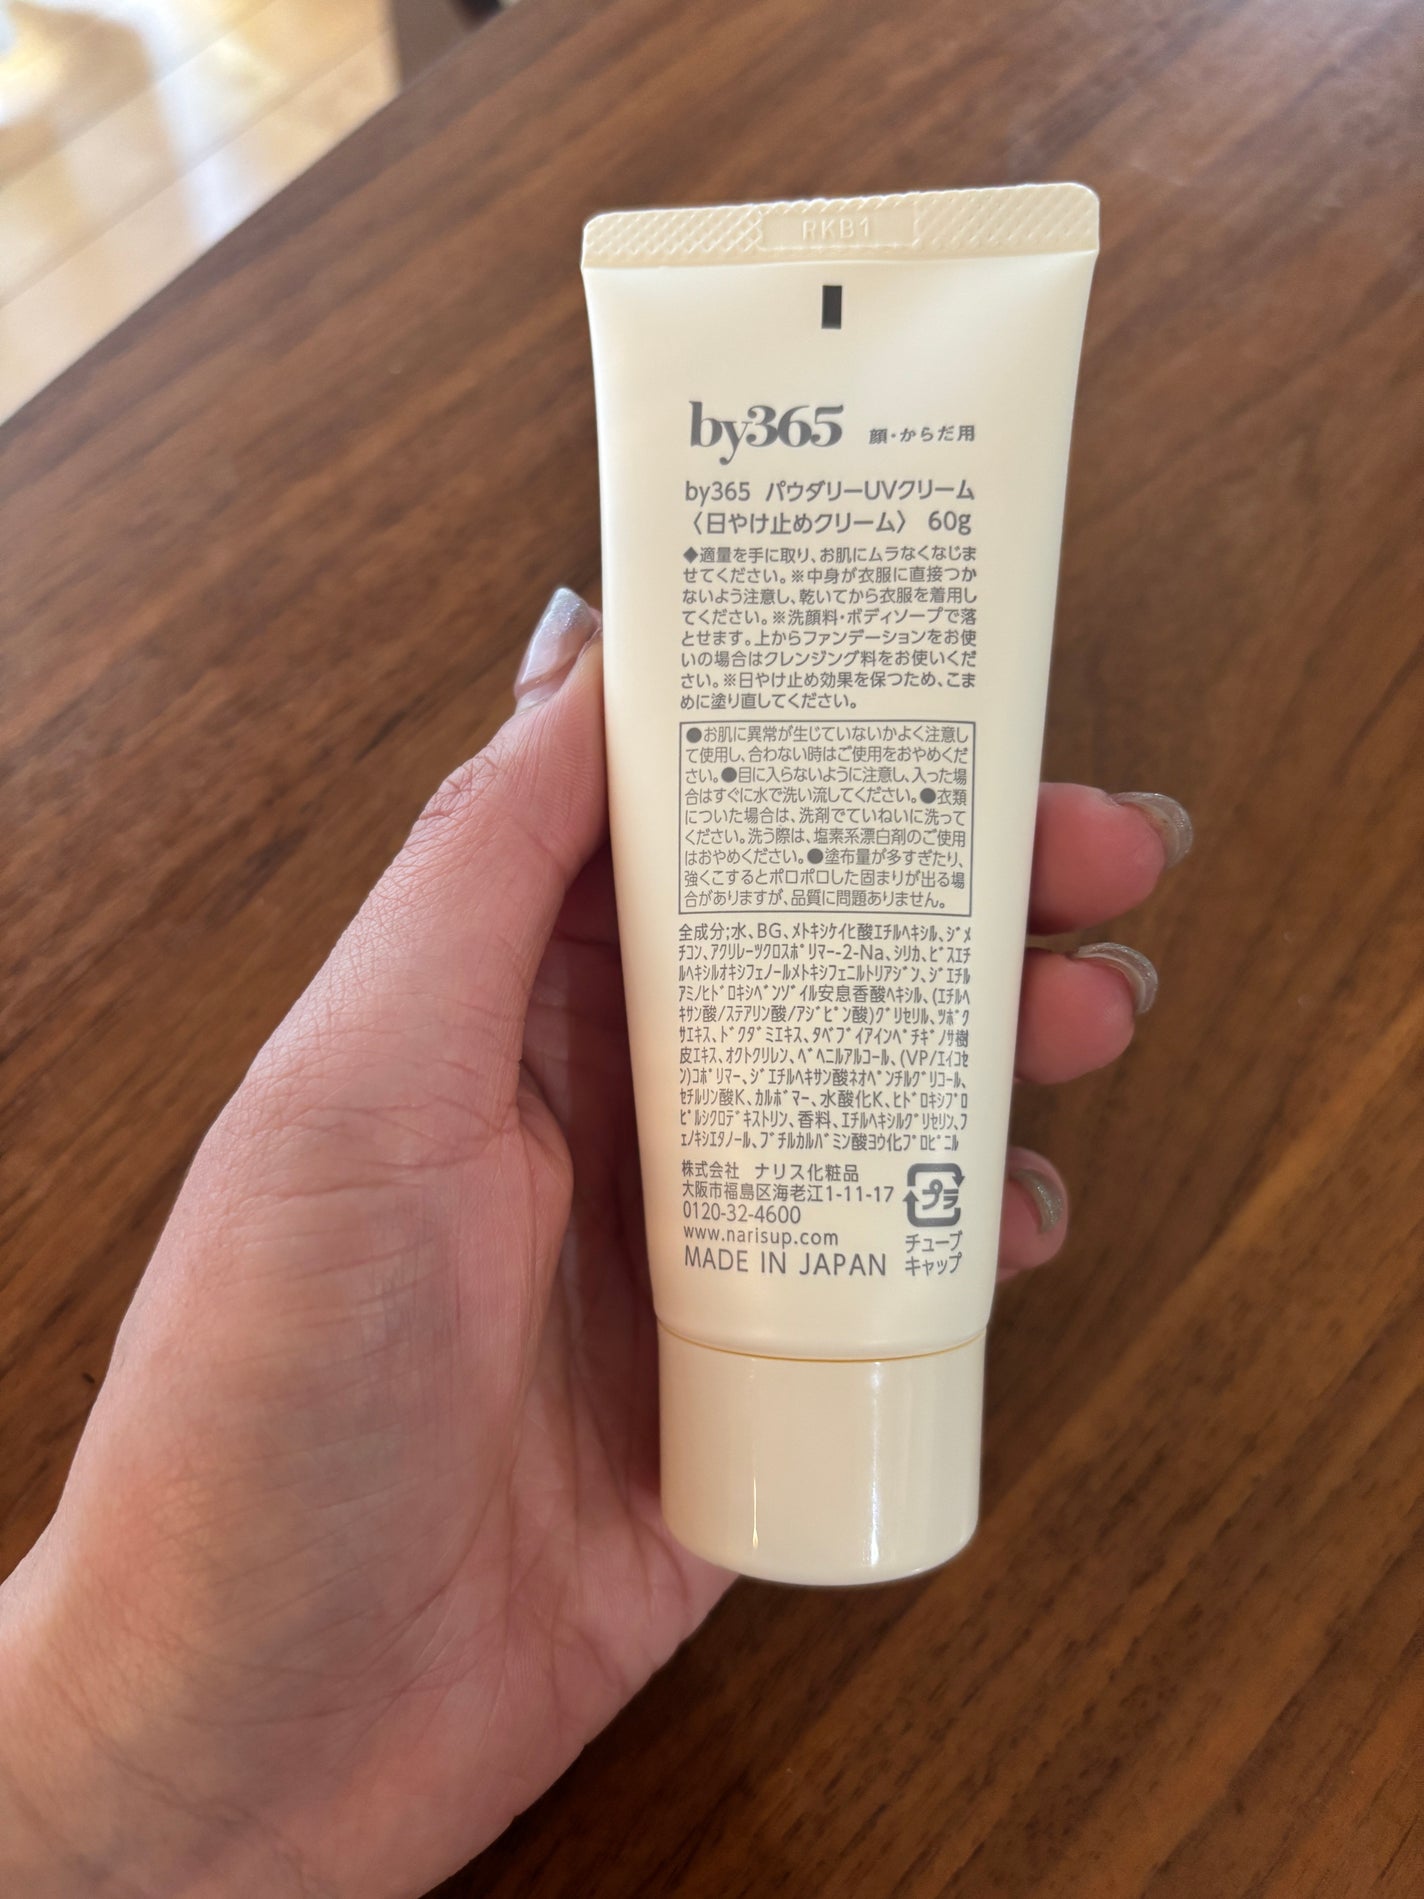 RKB1
by365 顔・からだ用
by365 パウダリーUVクリーム
〈日やけ止めクリーム〉 60g
◆適量を手に取り、お肌にムラなくなじま
せてください。※中身が衣服に直接つか
ないよう注意し、乾いてから衣服を着用し
てください。※洗顔料・ボディソープで落
とせます。上からファンデーションをお使
いの場合はクレンジング料をお使いくだ
さい。※日やけ止め効果を保つため、こま
めに塗り直してください。
●お肌に異常が生じていないかよく注意し
て使用し、合わない時はご使用をおやめくだ
さい。●目に入らないように注意し、入った場
合はすぐに水で洗い流してください。●衣類
についた場合は、洗剤でていねいに洗って
ください。洗う際は、塩素系漂白剤のご使用
はおやめください。●塗布量が多すぎたり、
強くこするとポロポロした固まりが出る場
合がありますが、品質に問題ありません。
全成分;水、BG、ﾒﾄｷｼｹｲﾋ酸ｴﾁﾙﾍｷｼﾙ、ｼﾞﾒ
ﾁｺﾝ、ｱｸﾘﾚｰﾂｸﾛｽﾎﾟﾘﾏｰ-2-Na、ｼﾘｶ、ﾋﾞｽｴﾁ
ﾙﾍｷｼﾙｵｷｼﾌｪﾉｰﾙﾒﾄｷｼﾌｪﾆﾙﾄﾘｱｼﾞﾝ、ｼﾞｴﾁﾙ
ｱﾐﾉﾋﾄﾞﾛｷｼﾍﾞﾝｿﾞｲﾙ安息香酸ﾍｷｼﾙ、(ｴﾁﾙﾍ
ｷｻﾝ酸/ｽﾃｱﾘﾝ酸/ｱｼﾞﾋﾟﾝ酸)ｸﾞﾘｾﾘﾙ、ﾂﾎﾞｸ
ｻｴｷｽ、ﾄﾞｸﾀﾞﾐｴｷｽ、ﾀﾍﾞﾌﾞｲｱｲﾝﾍﾟﾁｷﾞﾉｻ樹
皮ｴｷｽ、ｵｸﾄｸﾘﾚﾝ、ﾍﾞﾍﾆﾙｱﾙｺｰﾙ、(VP/ｴｲｺｾ
ﾝ)ｺﾎﾟﾘﾏｰ、ｼﾞｴﾁﾙﾍｷｻﾝ酸ﾈｵﾍﾟﾝﾁﾙｸﾞﾘｺｰﾙ、
ｾﾁﾙﾘﾝ酸K、ｶﾙﾎﾞﾏｰ、水酸化K、ﾋﾄﾞﾛｷｼﾌﾟﾛ
ﾋﾟﾙｼｸﾛﾃﾞｷｽﾄﾘﾝ、香料、ｴﾁﾙﾍｷｼﾙｸﾞﾘｾﾘﾝ、ﾌ
ｪﾉｷｼｴﾀﾉｰﾙ、ﾌﾞﾁﾙｶﾙﾊﾞﾐﾝ酸ﾖｳ化ﾌﾟﾛﾋﾟﾆﾙ
株式会社 ナリス化粧品
大阪市福島区海老江1-11-17
0120-32-4600
www.narisup.com
MADE IN JAPAN
プラ
チューブ
キャップ